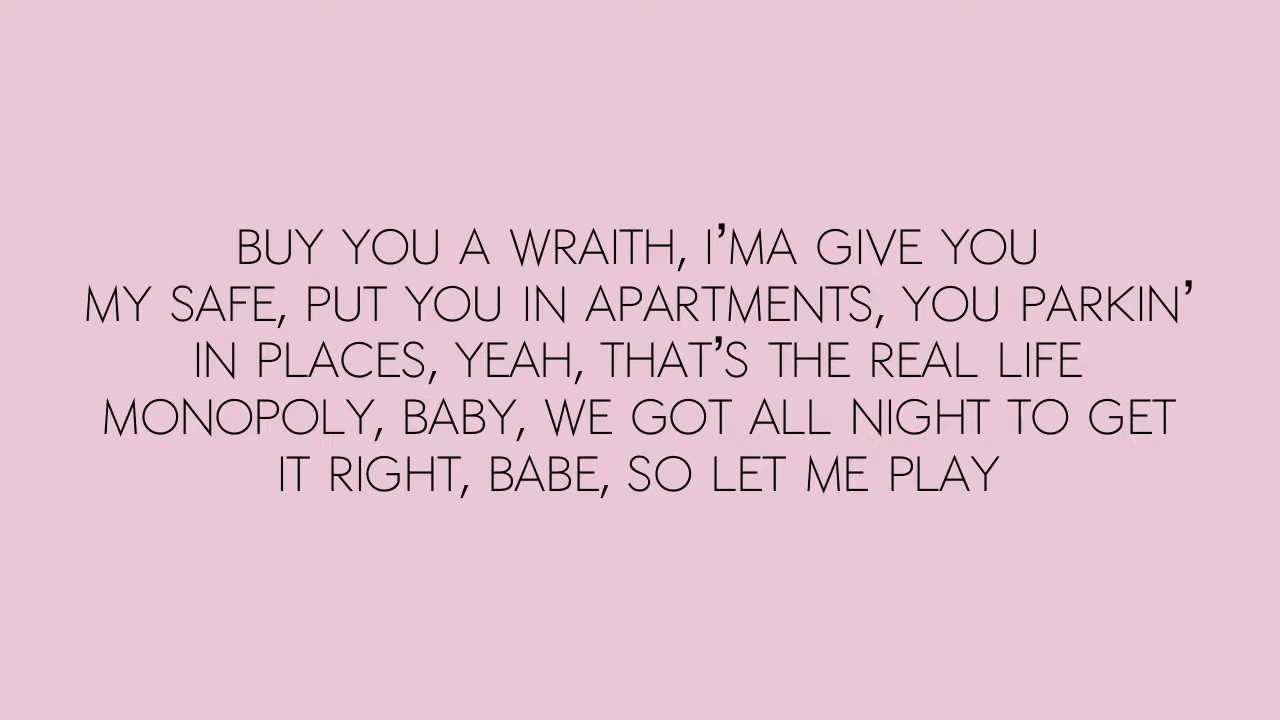 BUY YOU A WRAITH, I’MA GIVE YOU
MY SAFE, PUT YOU IN APARTMENTS, YOU PARKIN’
IN PLACES, YEAH, THAT’S THE REAL LIFE
MONOPOLY, BABY, WE GOT ALL NIGHT TO GET
IT RIGHT, BABE, SO LET ME PLAY